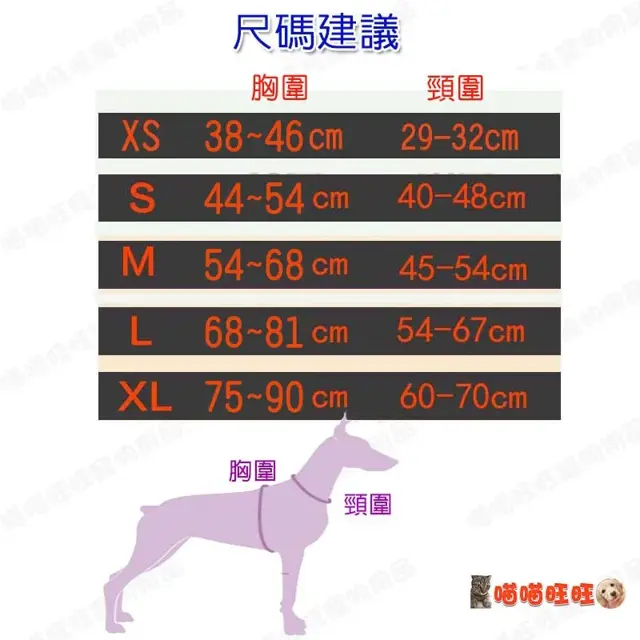 尺碼建議
胸圍 頸圍
XS 38~46cm 29-32cm
S 44~54cm 40-48cm
M 54~68cm 45-54cm
L 68~81cm 54-67cm
XL 75~90cm 60-70cm
胸圍
頸圍
喵喵旺旺